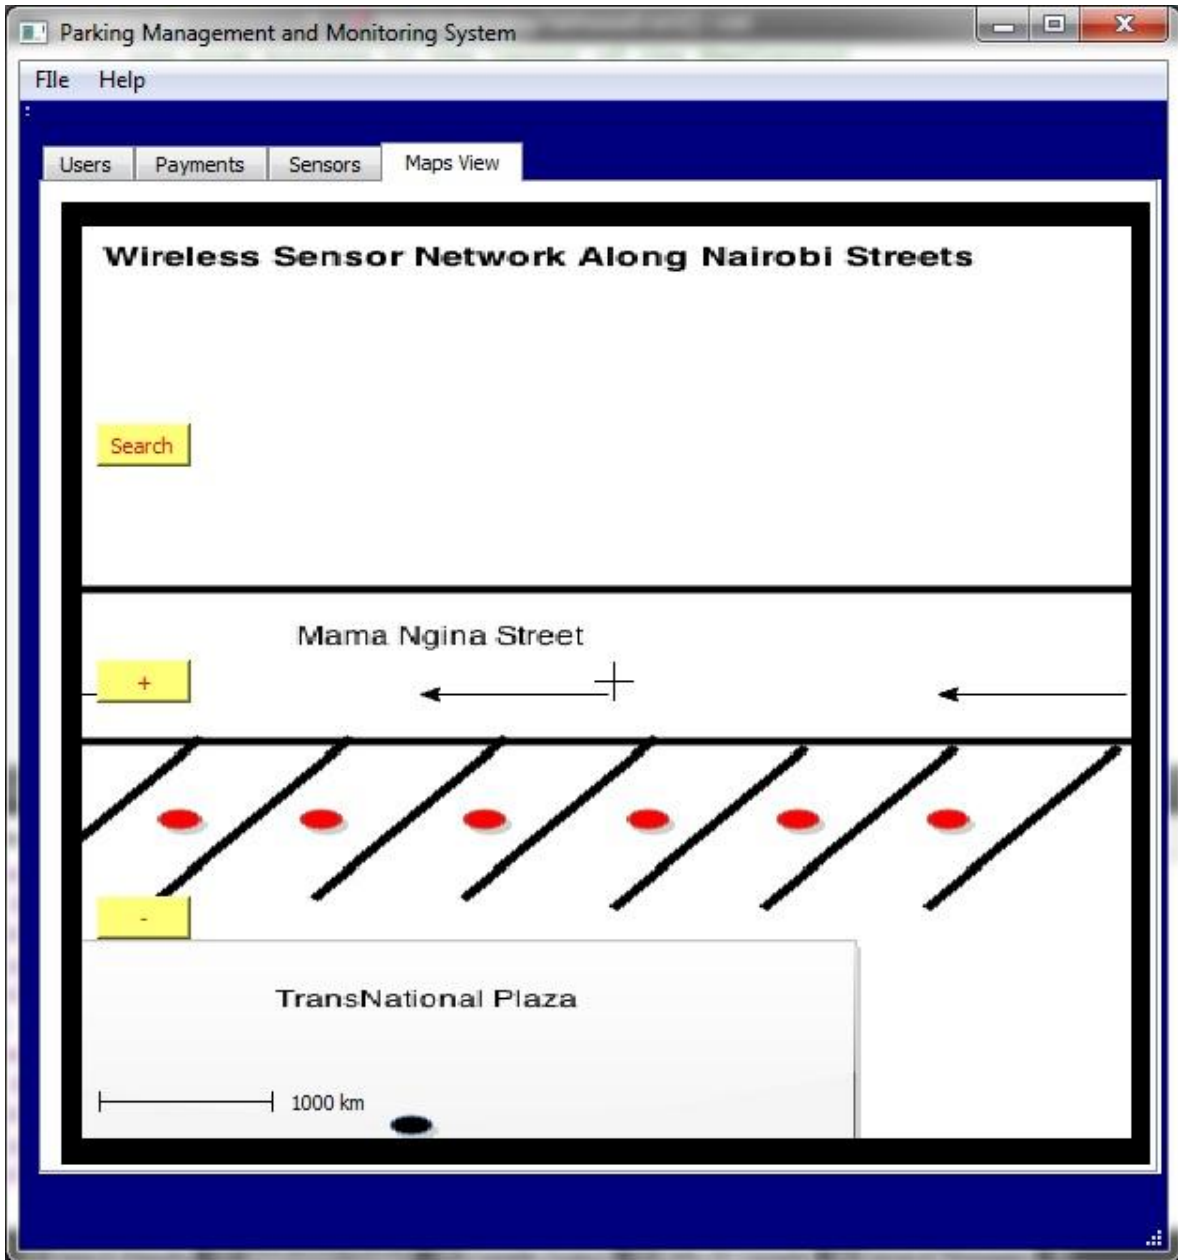 Parking Management and Monitoring System
FIle Help
Users Payments Sensors Maps View
Wireless Sensor Network Along Nairobi Streets
Search
Mama Ngina Street
+
-
TransNational Plaza
1000 km